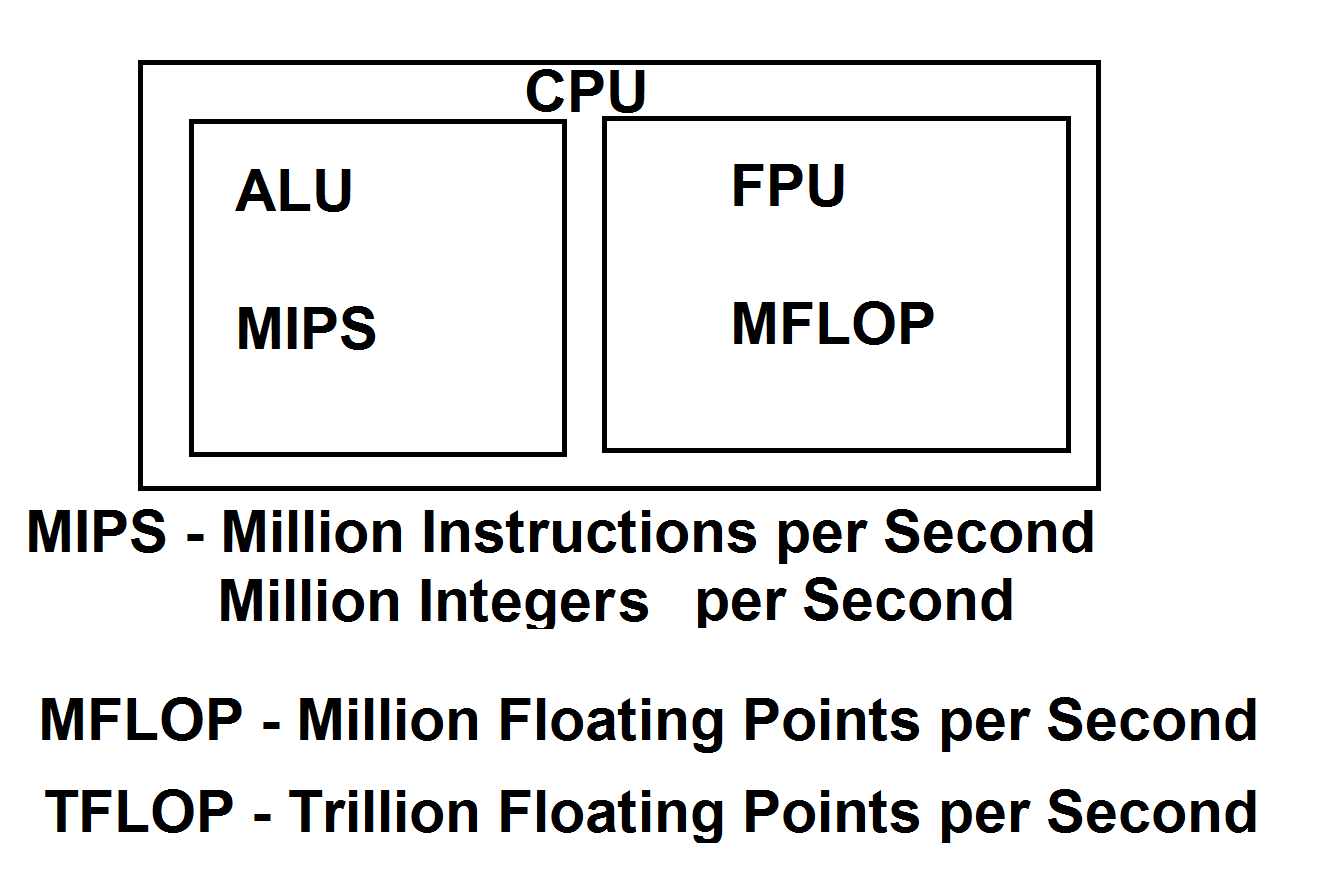 CPU
ALU
FPU
MIPS
MFLOP
MIPS - Million Instructions per Second
Million Integers per Second
MFLOP - Million Floating Points per Second
TFLOP - Trillion Floating Points per Second